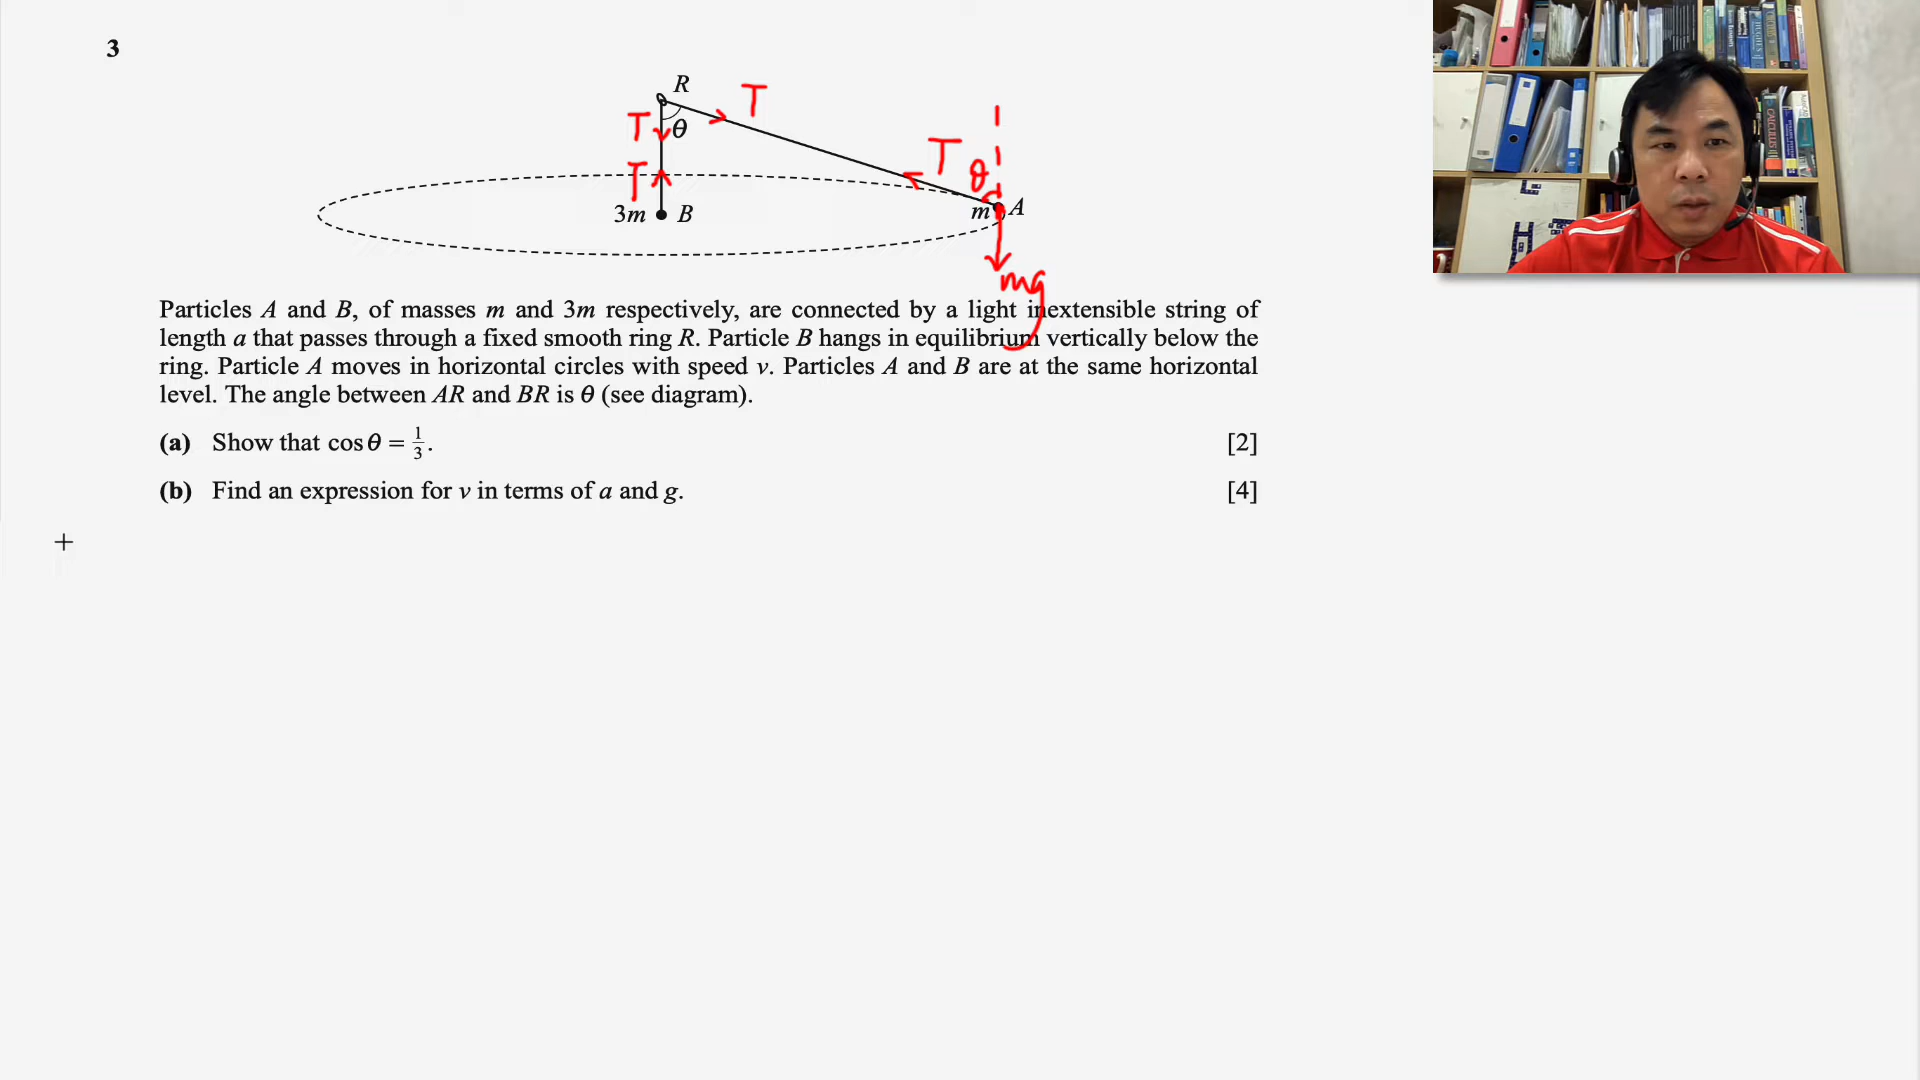 3
R
T
T
θ
T
θ
T
3m
B
m
A
mg
Particles A and B, of masses m and 3m respectively, are connected by a light inextensible string of
length a that passes through a fixed smooth ring R. Particle B hangs in equilibrium vertically below the
ring. Particle A moves in horizontal circles with speed v. Particles A and B are at the same horizontal
level. The angle between AR and BR is θ (see diagram).
(a) Show that cos θ = 1/3. [2]
(b) Find an expression for v in terms of a and g. [4]
CALCULUS